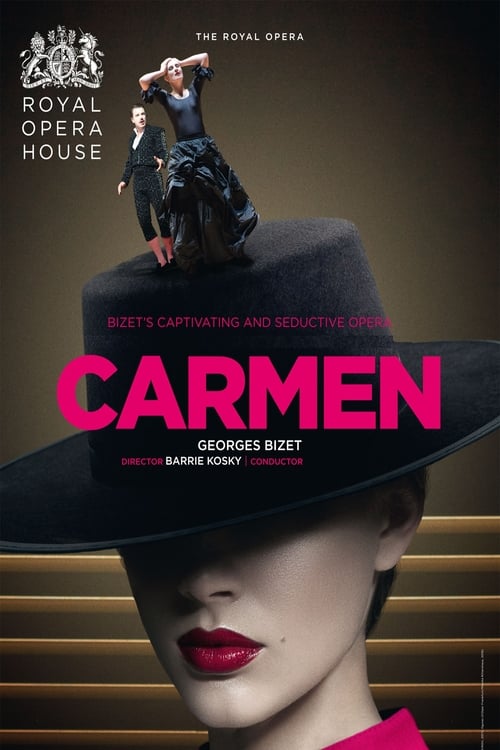 THE ROYAL OPERA
ROYAL
OPERA
HOUSE
BIZET'S CAPTIVATING AND SEDUCTIVE OPERA
CARMEN
GEORGES BIZET
DIRECTOR BARRIE KOSKY | CONDUCTOR